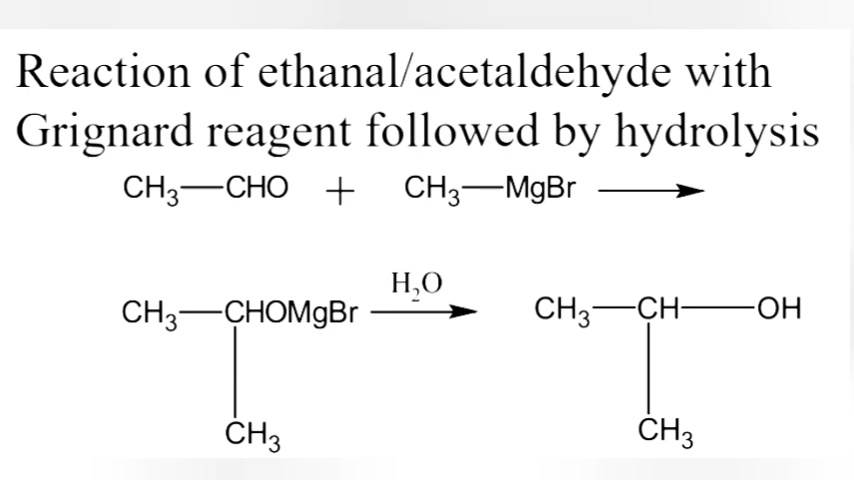 Reaction of ethanal/acetaldehyde with
Grignard reagent followed by hydrolysis
CH₃—CHO + CH₃—MgBr ⟶
H₂O
CH₃—CHOMgBr ⟶ CH₃—CH—OH
CH₃ CH₃